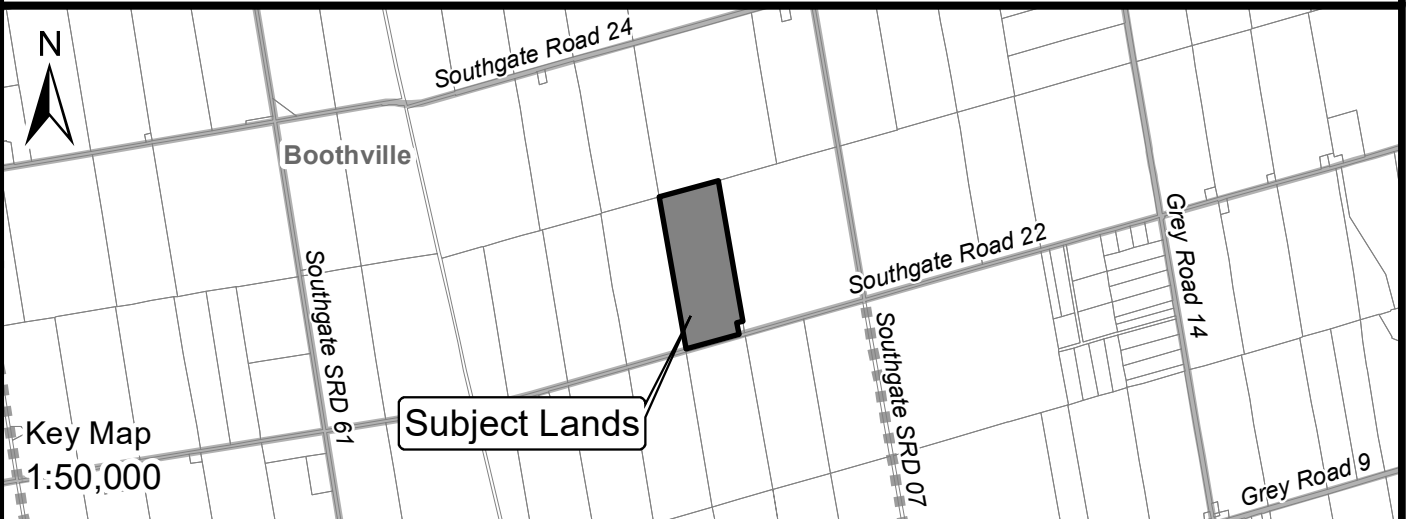 N
Southgate Road 24
Boothville
Southgate SRD 61
Southgate Road 22
Grey Road 14
Southgate SRD 07
Subject Lands
Key Map
1:50,000
Grey Road 9